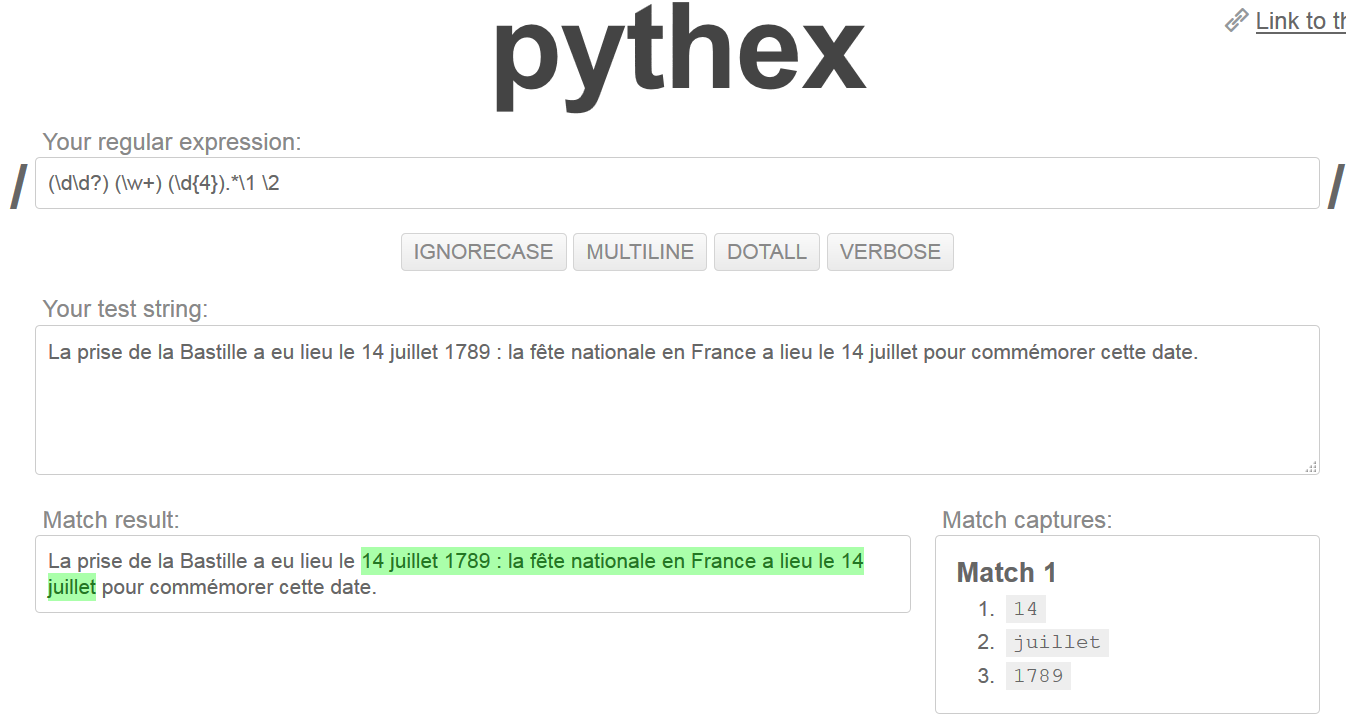 pythex
Link to th
Your regular expression:
/ (\d\d?) (\w+) (\d{4}).*\1 \2 /
IGNORECASE MULTILINE DOTALL VERBOSE
Your test string:
La prise de la Bastille a eu lieu le 14 juillet 1789 : la fête nationale en France a lieu le 14 juillet pour commémorer cette date.
Match result:
La prise de la Bastille a eu lieu le 14 juillet 1789 : la fête nationale en France a lieu le 14
juillet pour commémorer cette date.
Match captures:
Match 1
1. 14
2. juillet
3. 1789